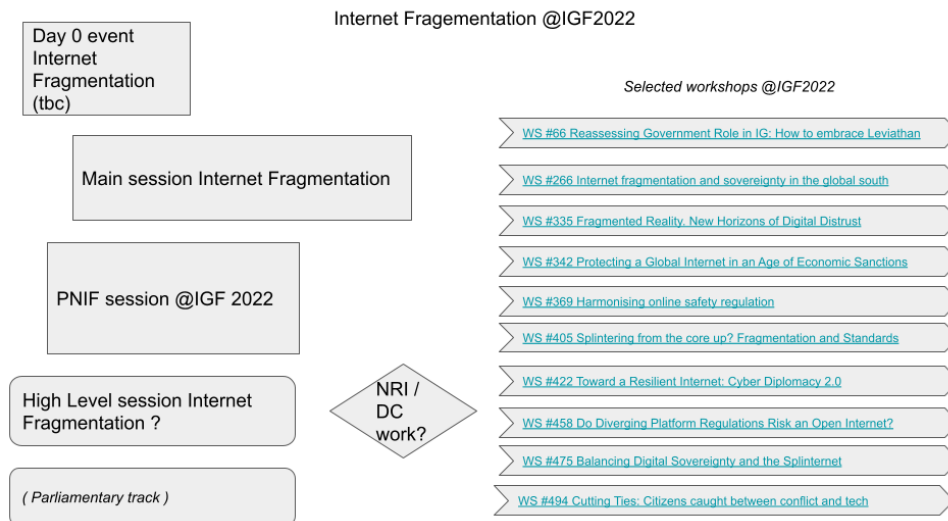 Internet Fragementation @IGF2022
Day 0 event
Internet
Fragmentation
(tbc)
Main session Internet Fragmentation
PNIF session @IGF 2022
High Level session Internet
Fragmentation ?
( Parliamentary track )
NRI /
DC
work?
Selected workshops @IGF2022
WS #66 Reassessing Government Role in IG: How to embrace Leviathan
WS #266 Internet fragmentation and sovereignty in the global south
WS #335 Fragmented Reality. New Horizons of Digital Distrust
WS #342 Protecting a Global Internet in an Age of Economic Sanctions
WS #369 Harmonising online safety regulation
WS #405 Splintering from the core up? Fragmentation and Standards
WS #422 Toward a Resilient Internet: Cyber Diplomacy 2.0
WS #458 Do Diverging Platform Regulations Risk an Open Internet?
WS #475 Balancing Digital Sovereignty and the Splinternet
WS #494 Cutting Ties: Citizens caught between conflict and tech